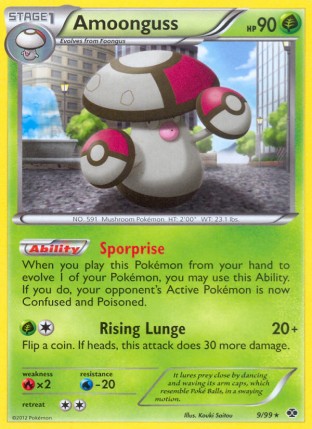 STAGE1
Amoonguss
HP 90
Evolves from Foongus
NO. 591 Mushroom Pokémon HT: 2'00" WT: 23.1 lbs.
Ability Sporprise
When you play this Pokémon from your hand to
evolve 1 of your Pokémon, you may use this Ability.
If you do, your opponent's Active Pokémon is now
Confused and Poisoned.
Rising Lunge 20+
Flip a coin. If heads, this attack does 30 more damage.
weakness
×2
resistance
-20
retreat
It lures prey close by dancing
and waving its arm caps, which
resemble Poké Balls, in a swaying
motion.
©2012 Pokémon
Illus. Kouki Saitou
9/99